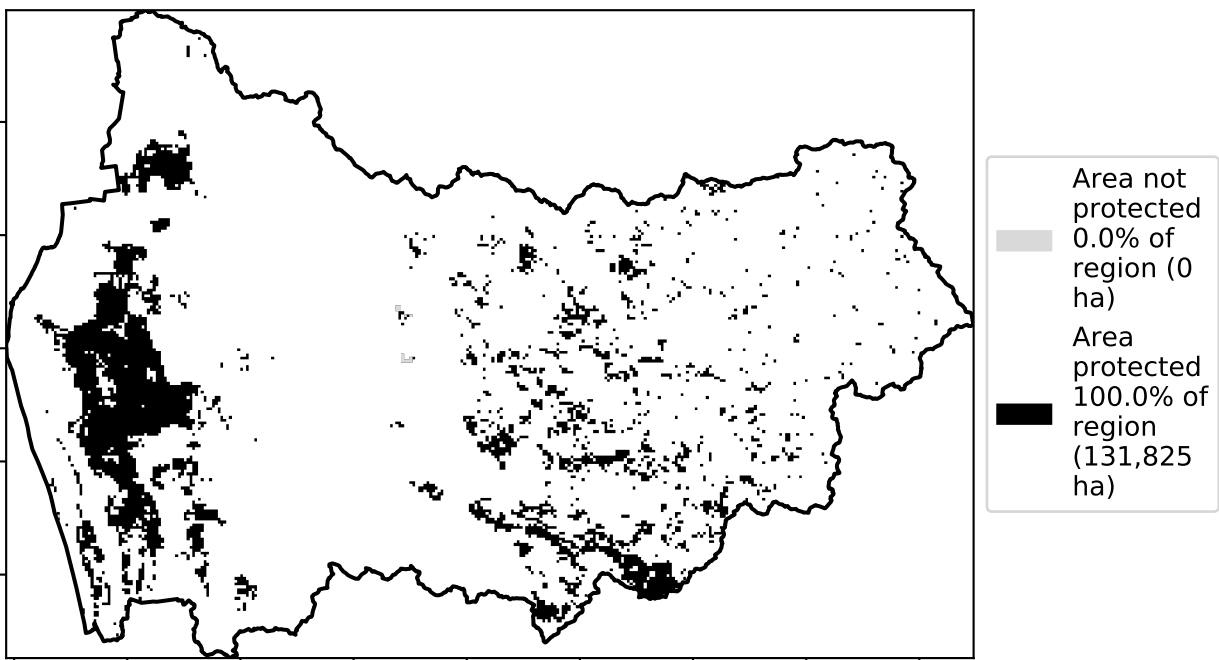 Area not
protected
0.0% of
region (0
ha)
Area
protected
100.0% of
region
(131,825
ha)